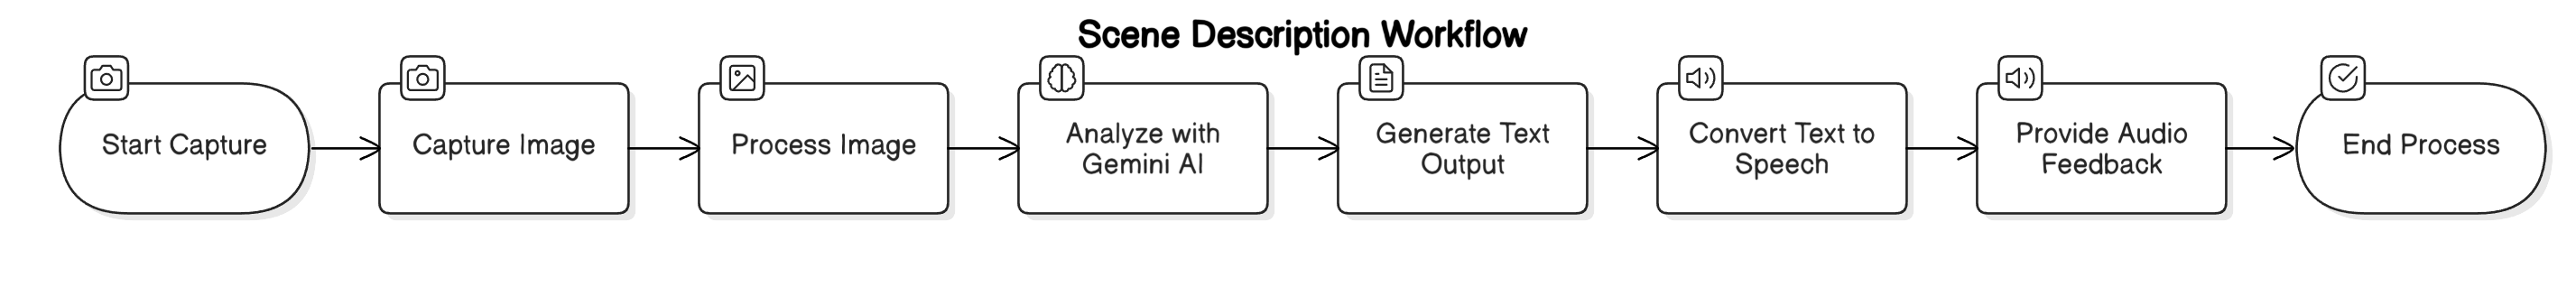 Scene Description Workflow
Start Capture
Capture Image
Process Image
Analyze with
Gemini AI
Generate Text
Output
Convert Text to
Speech
Provide Audio
Feedback
End Process